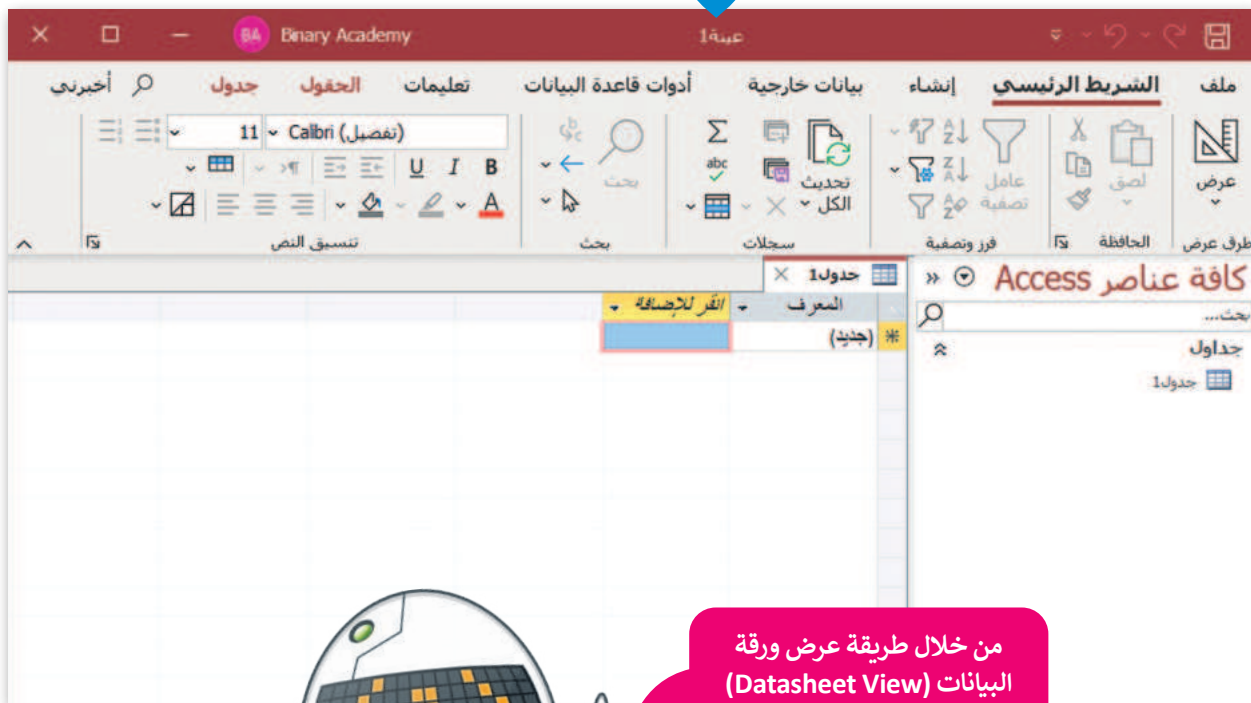 عينة1
Binary Academy
BA
ملف
الشريط الرئيسي
إنشاء
بيانات خارجية
أدوات قاعدة البيانات
تعليمات
الحقول
جدول
أخبرني
عرض
لصق
عامل تصفية
تحديث الكل
abc
بحث
Calibri (تفصيل)
11
B I U
A
طرق عرض
الحافظة
فرز وتصفية
سجلات
بحث
تنسيق النص
كافة عناصر Access
بحث...
جداول
جدول1
جدول1
المعرف
انقر للإضافة
(جديد)
من خلال طريقة عرض ورقة
البيانات (Datasheet View)